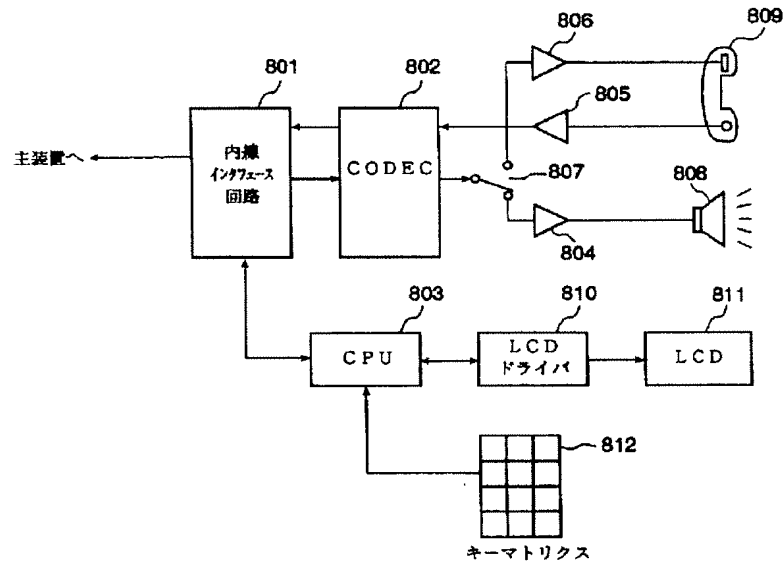 806
809
801
802
805
主装置へ
内線
インタフェース
回路
CODEC
807
808
804
803
810
811
CPU
LCD
ドライバ
LCD
812
キーマトリクス